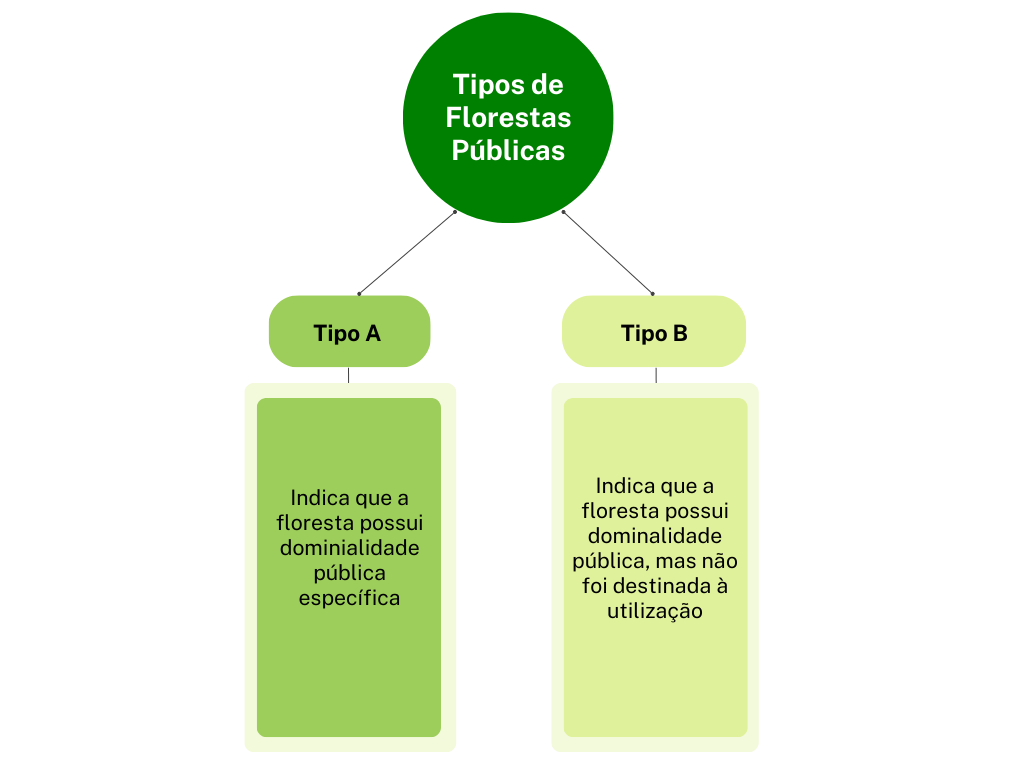 Tipos de
Florestas
Públicas
Tipo A
Tipo B
Indica que a
floresta possui
dominialidade
pública
específica
Indica que a
floresta possui
dominalidade
pública, mas não
foi destinada à
utilização